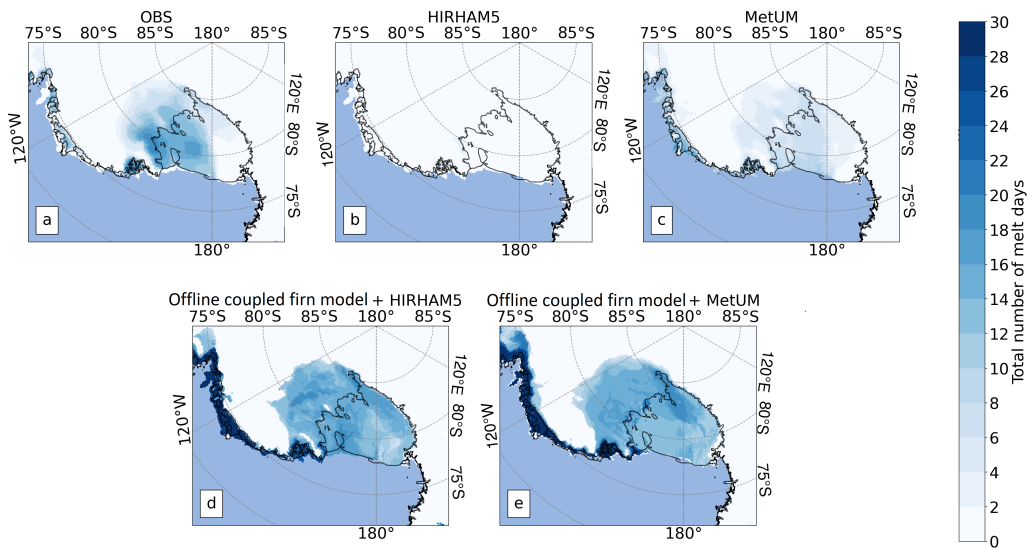 OBS
75°S 80°S 85°S 180° 85°S
120°E
80°S
75°S
120°W
a
180°
HIRHAM5
75°S 80°S 85°S 180° 85°S
120°E
80°S
75°S
120°W
b
180°
MetUM
75°S 80°S 85°S 180° 85°S
120°E
80°S
75°S
120°W
c
180°
Offline coupled firn model + HIRHAM5
75°S 80°S 85°S 180° 85°S
120°E
80°S
75°S
120°W
d
180°
Offline coupled firn model + MetUM
75°S 80°S 85°S 180° 85°S
120°E
80°S
75°S
120°W
e
180°
30
28
26
24
22
20
18
16
14
12
10
8
6
4
2
0
Total number of melt days